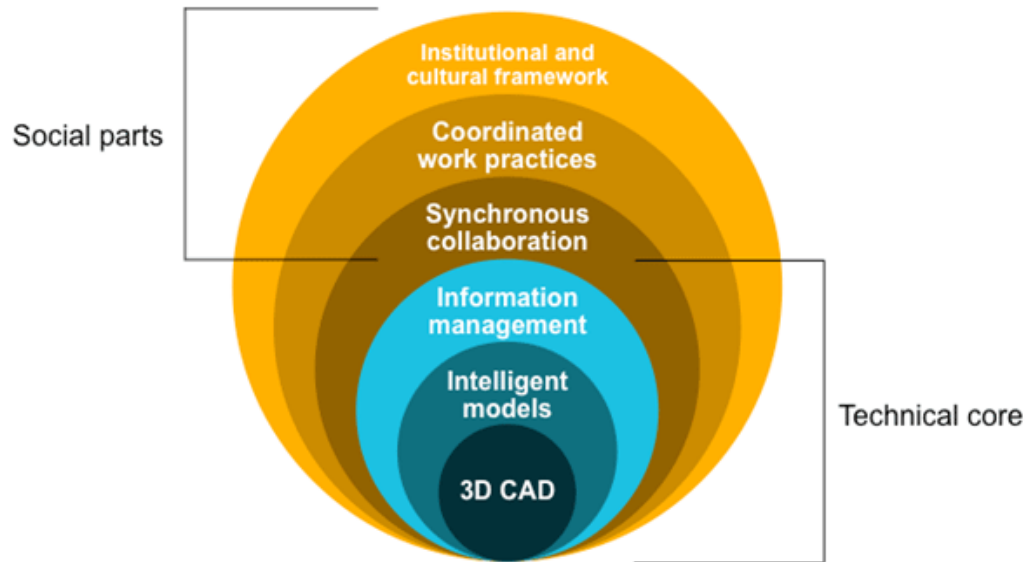 Institutional and
cultural framework
Social parts
Coordinated
work practices
Synchronous
collaboration
Information
management
Intelligent
models
Technical core
3D CAD